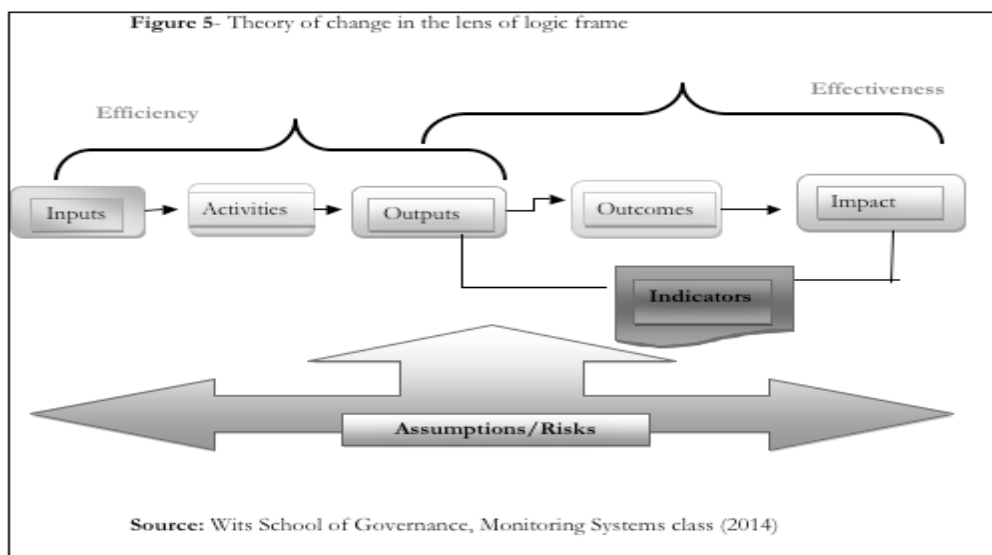 Figure 5- Theory of change in the lens of logic frame
Effectiveness
Efficiency
Inputs
Activities
Outputs
Outcomes
Impact
Indicators
Assumptions/Risks
Source: Wits School of Governance, Monitoring Systems class (2014)